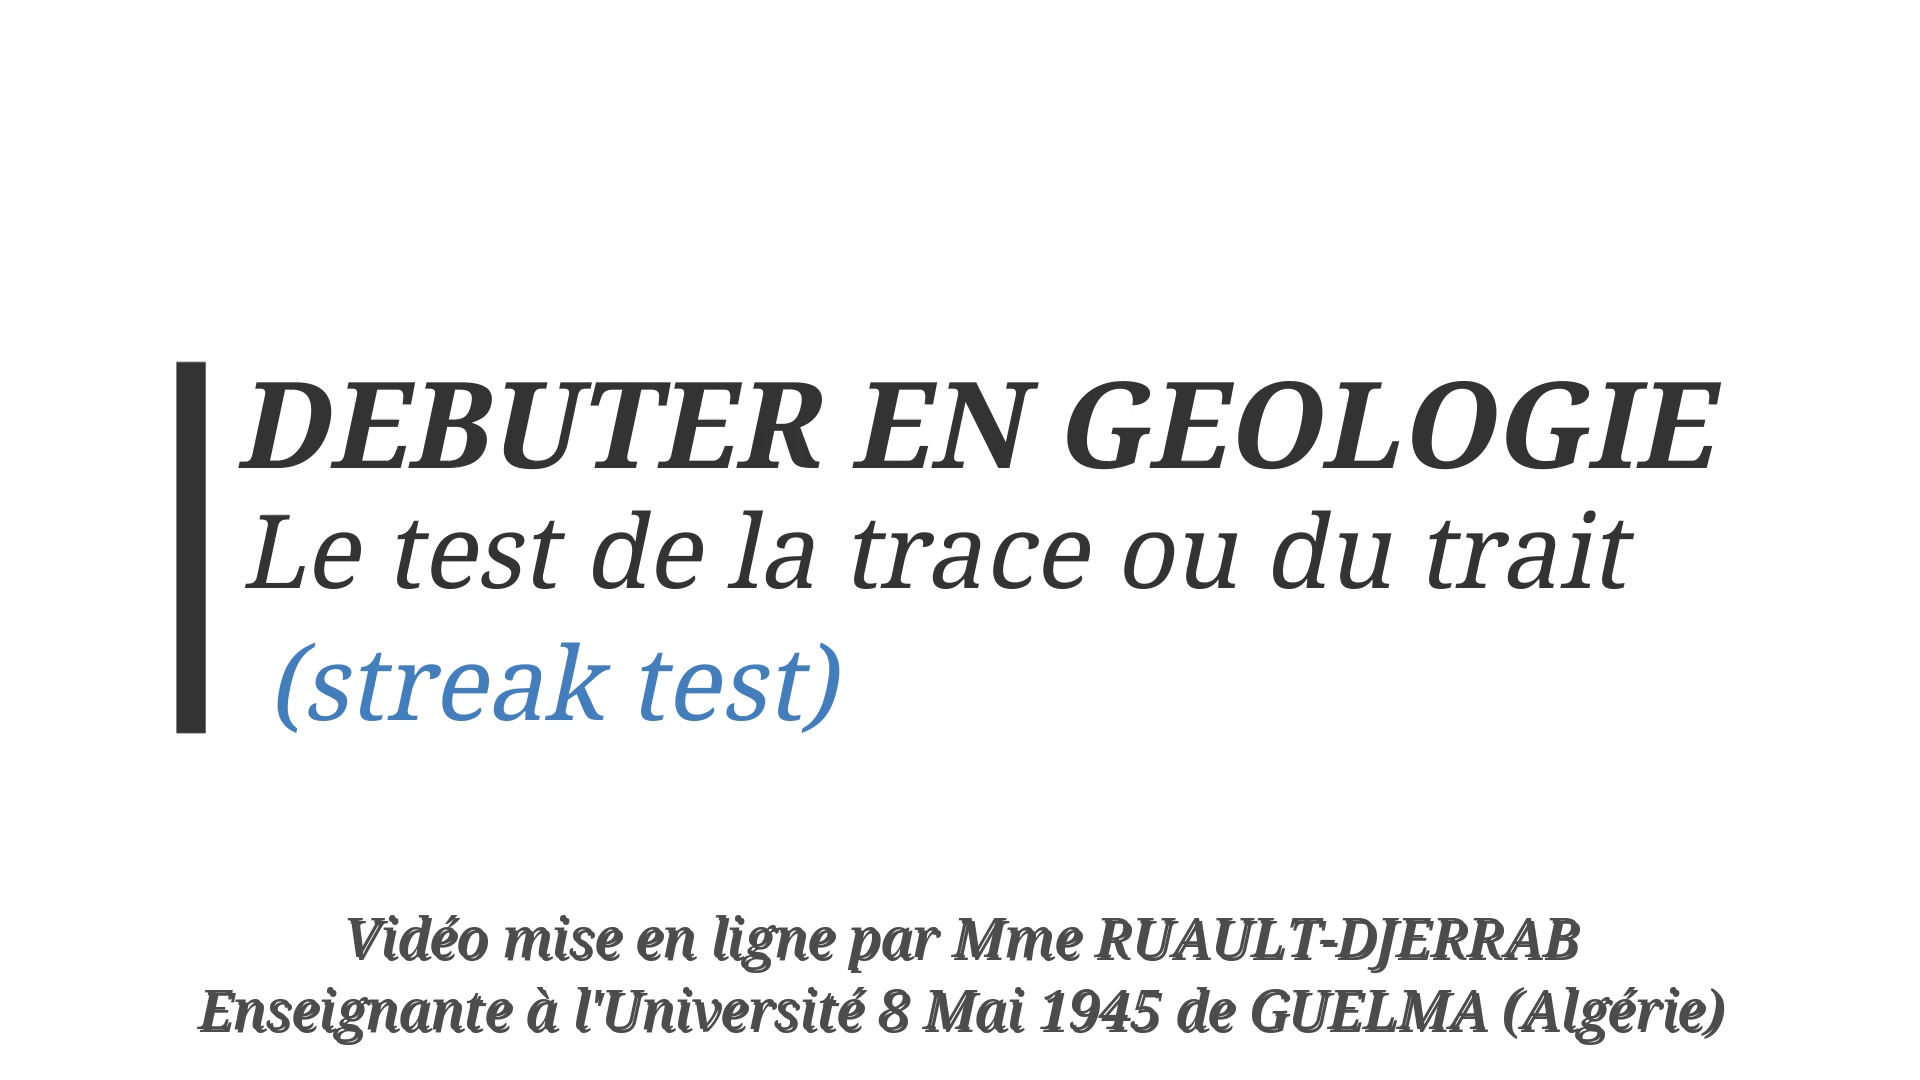 DEBUTER EN GEOLOGIE
Le test de la trace ou du trait
(streak test)
Vidéo mise en ligne par Mme RUAULT-DJERRAB
Enseignante à l'Université 8 Mai 1945 de GUELMA (Algérie)